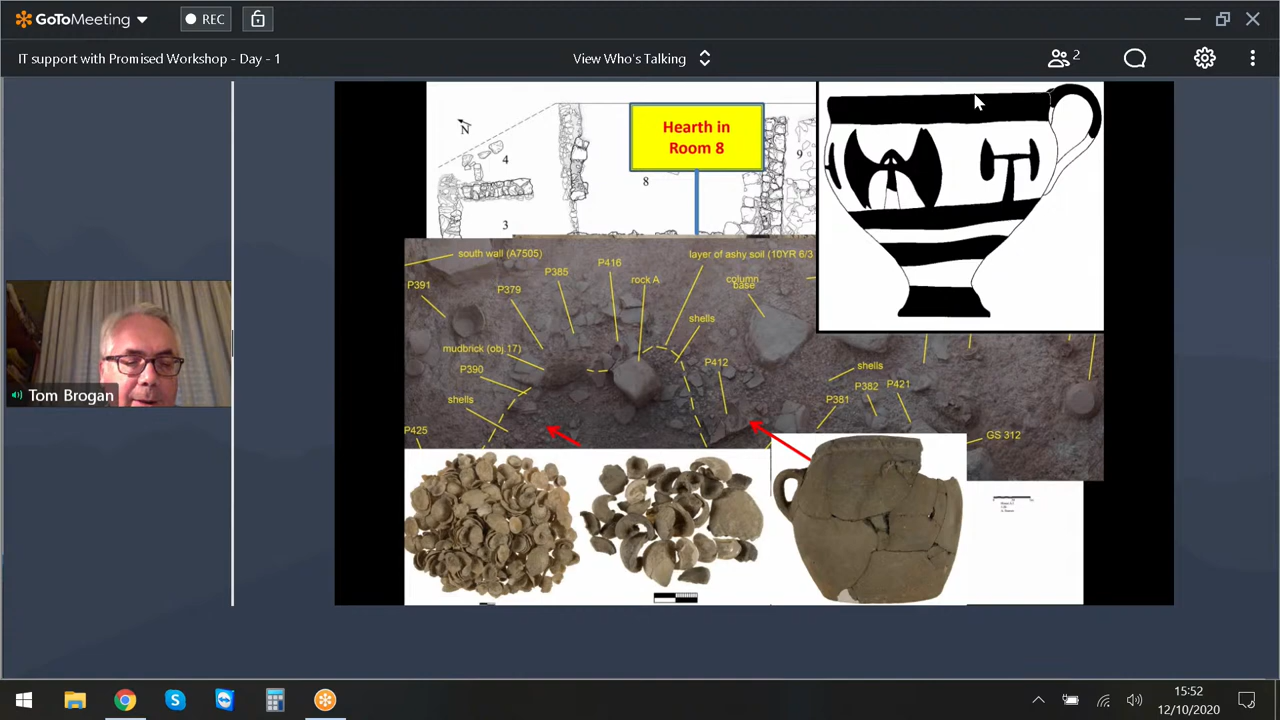 GoToMeeting
REC
IT support with Promised Workshop - Day - 1
View Who's Talking
2
N
4
3
8
9
Hearth in
Room 8
south wall (A7505)
P416
layer of ashy soil (10YR 6/3
P385
P391
P379
rock A
column
base
shells
mudbrick (obj 17)
P390
P412
shells
P382
P421
P381
shells
P425
GS 312
Tom Brogan
15:52
12/10/2020